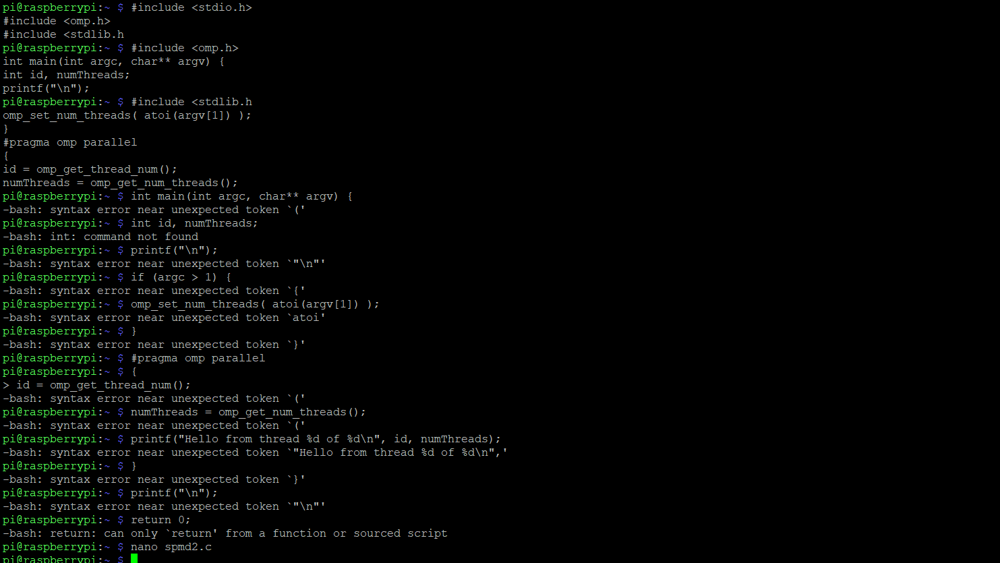 pi@raspberrypi:~ $ #include <stdio.h>
#include <omp.h>
#include <stdlib.h
pi@raspberrypi:~ $ #include <omp.h>
int main(int argc, char** argv) {
int id, numThreads;
printf("\n");
pi@raspberrypi:~ $ #include <stdlib.h
omp_set_num_threads( atoi(argv[1]) );
}
#pragma omp parallel
{
id = omp_get_thread_num();
numThreads = omp_get_num_threads();
pi@raspberrypi:~ $ int main(int argc, char** argv) {
-bash: syntax error near unexpected token `('
pi@raspberrypi:~ $ int id, numThreads;
-bash: int: command not found
pi@raspberrypi:~ $ printf("\n");
-bash: syntax error near unexpected token `"\n"'
pi@raspberrypi:~ $ if (argc > 1) {
-bash: syntax error near unexpected token `{'
pi@raspberrypi:~ $ omp_set_num_threads( atoi(argv[1]) );
-bash: syntax error near unexpected token `atoi'
pi@raspberrypi:~ $ }
-bash: syntax error near unexpected token `}'
pi@raspberrypi:~ $ #pragma omp parallel
pi@raspberrypi:~ $ {
> id = omp_get_thread_num();
-bash: syntax error near unexpected token `('
pi@raspberrypi:~ $ numThreads = omp_get_num_threads();
-bash: syntax error near unexpected token `('
pi@raspberrypi:~ $ printf("Hello from thread %d of %d\n", id, numThreads);
-bash: syntax error near unexpected token `"Hello from thread %d of %d\n",'
pi@raspberrypi:~ $ }
-bash: syntax error near unexpected token `}'
pi@raspberrypi:~ $ printf("\n");
-bash: syntax error near unexpected token `"\n"'
pi@raspberrypi:~ $ return 0;
-bash: return: can only `return' from a function or sourced script
pi@raspberrypi:~ $ nano spmd2.c
pi@raspberrypi:~ $